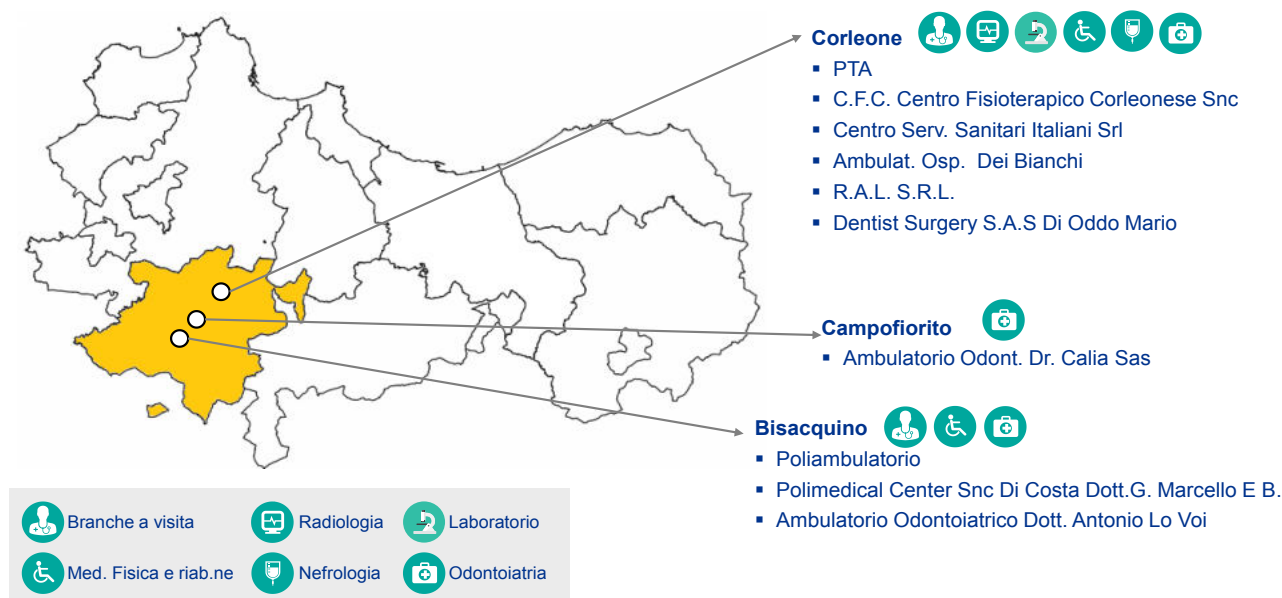 Corleone
PTA
C.F.C. Centro Fisioterapico Corleonese Snc
Centro Serv. Sanitari Italiani Srl
Ambulat. Osp. Dei Bianchi
R.A.L. S.R.L.
Dentist Surgery S.A.S Di Oddo Mario
Campofiorito
Ambulatorio Odont. Dr. Calia Sas
Bisacquino
Poliambulatorio
Polimedical Center Snc Di Costa Dott.G. Marcello E B.
Ambulatorio Odontoiatrico Dott. Antonio Lo Voi
Branche a visita
Radiologia
Laboratorio
Med. Fisica e riab.ne
Nefrologia
Odontoiatria